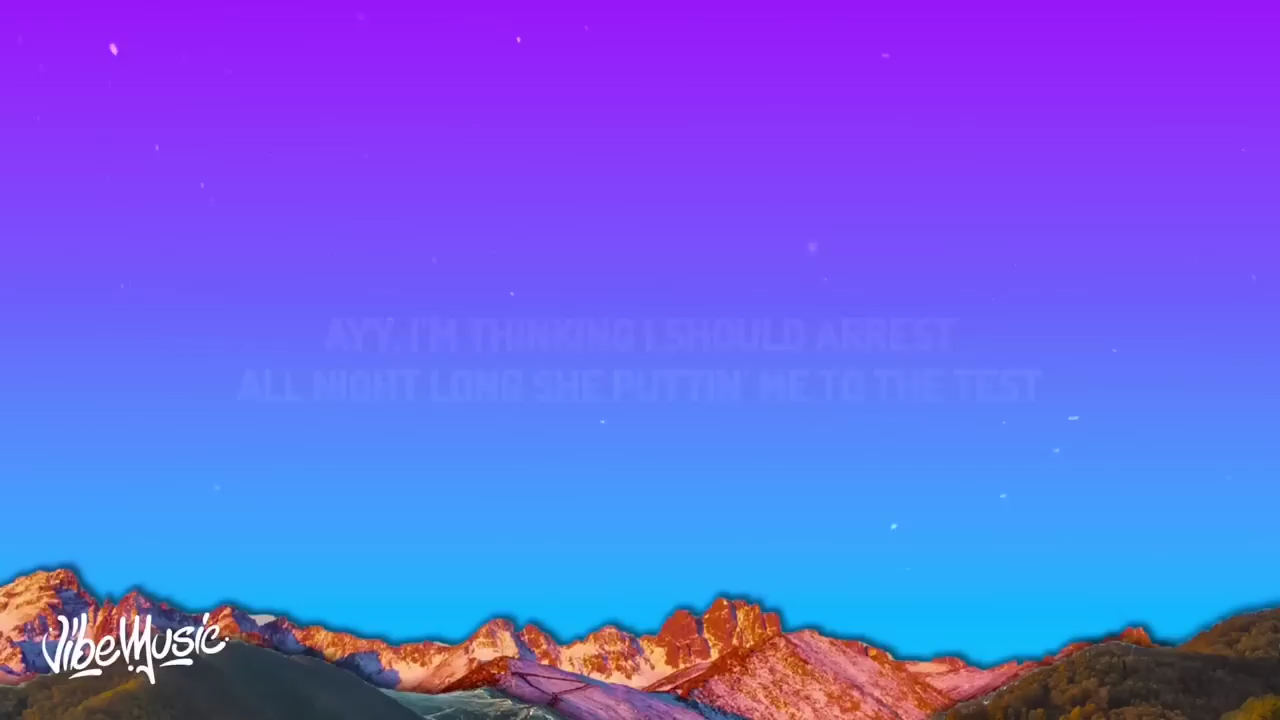 AYY, I'M THINKING I SHOULD ARREST
ALL NIGHT LONG SHE PUTTIN' ME TO THE TEST
VibeMusic